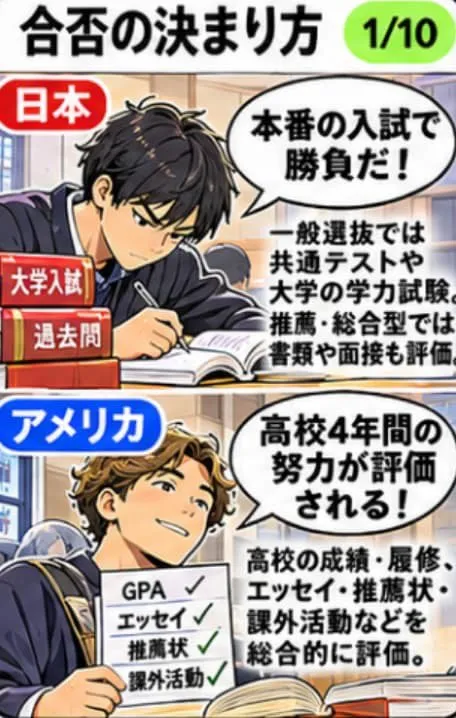 合否の決まり方
1/10
日本
本番の入試で
勝負だ！
大学入試
過去問
一般選抜では
共通テストや
大学の学力試験。
推薦・総合型では
書類や面接も評価。
アメリカ
高校4年間の
努力が評価
される！
GPA ✓
エッセイ ✓
推薦状 ✓
課外活動 ✓
高校の成績・履修、
エッセイ・推薦状・
課外活動などを
総合的に評価。